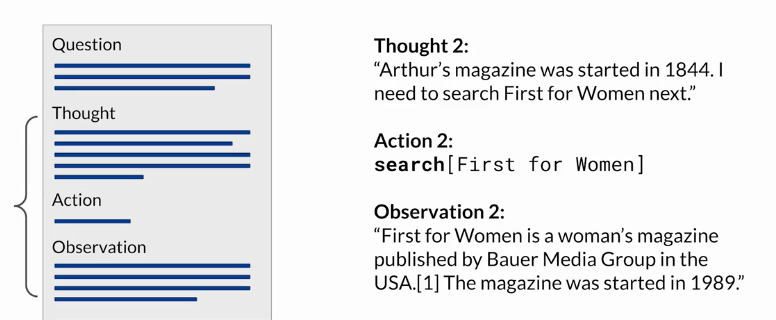 Question
Thought
Action
Observation
Thought 2:
“Arthur’s magazine was started in 1844. I
need to search First for Women next.”
Action 2:
search[First for Women]
Observation 2:
“First for Women is a woman’s magazine
published by Bauer Media Group in the
USA.[1] The magazine was started in 1989.”